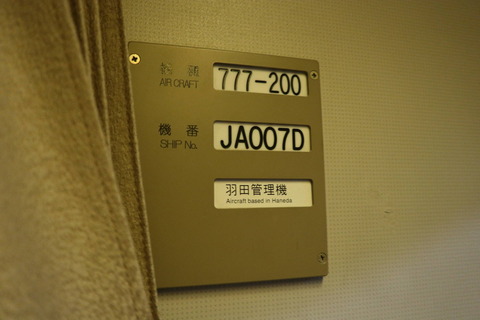 機種 777-200
AIRCRAFT
機番 JA007D
SHIP No.
羽田管理機
Aircraft based in Haneda